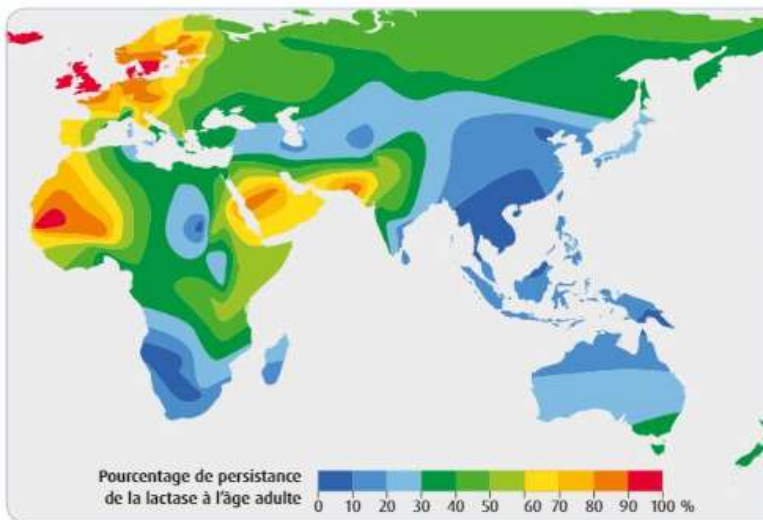 Pourcentage de persistance
de la lactase à l'âge adulte
0 10 20 30 40 50 60 70 80 90 100 %